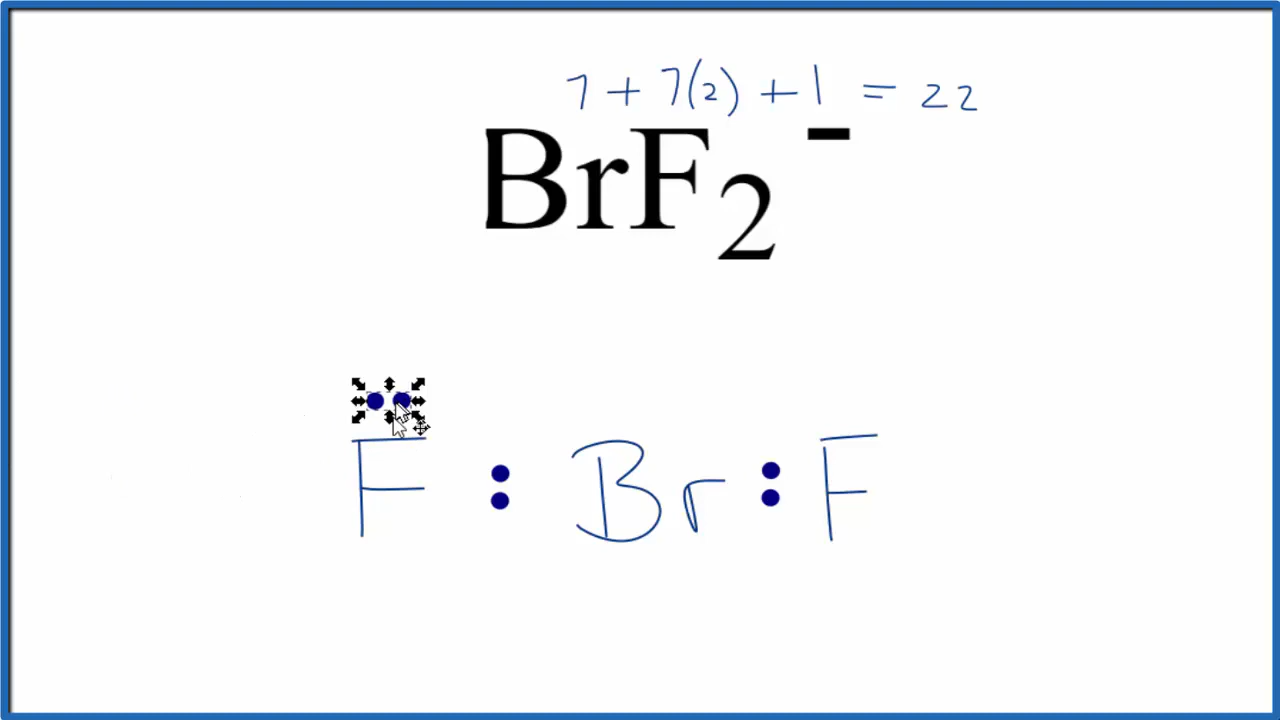 7 + 7(2) + 1 = 22
BrF₂⁻
F : Br : F